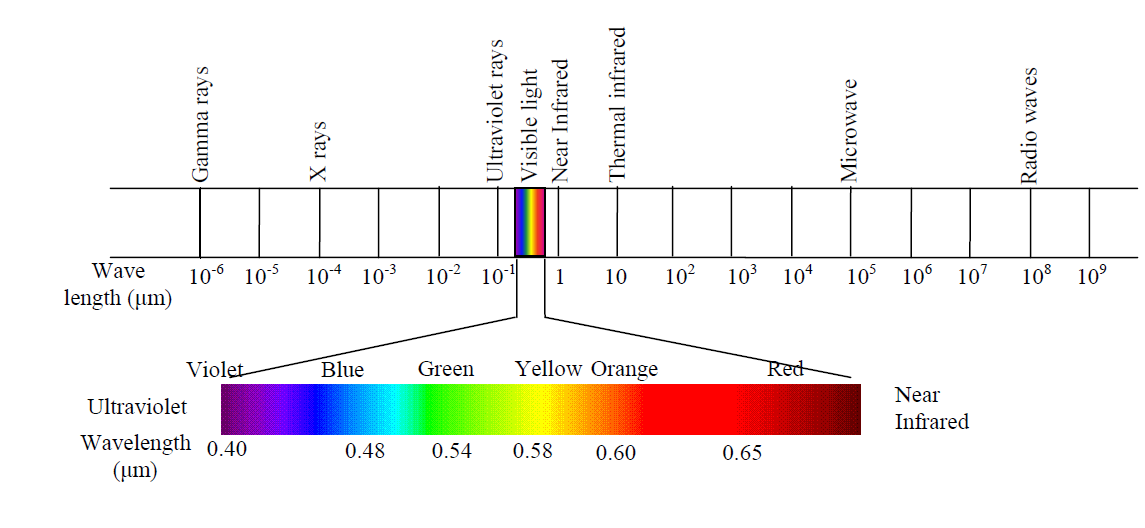 Gamma rays
X rays
Ultraviolet rays
Visible light
Near Infrared
Thermal infrared
Microwave
Radio waves
Wave
length (μm)
10⁻⁶ 10⁻⁵ 10⁻⁴ 10⁻³ 10⁻² 10⁻¹ 1 10 10² 10³ 10⁴ 10⁵ 10⁶ 10⁷ 10⁸ 10⁹
Violet Blue Green Yellow Orange Red
Ultraviolet
Near
Infrared
Wavelength
(μm)
0.40 0.48 0.54 0.58 0.60 0.65